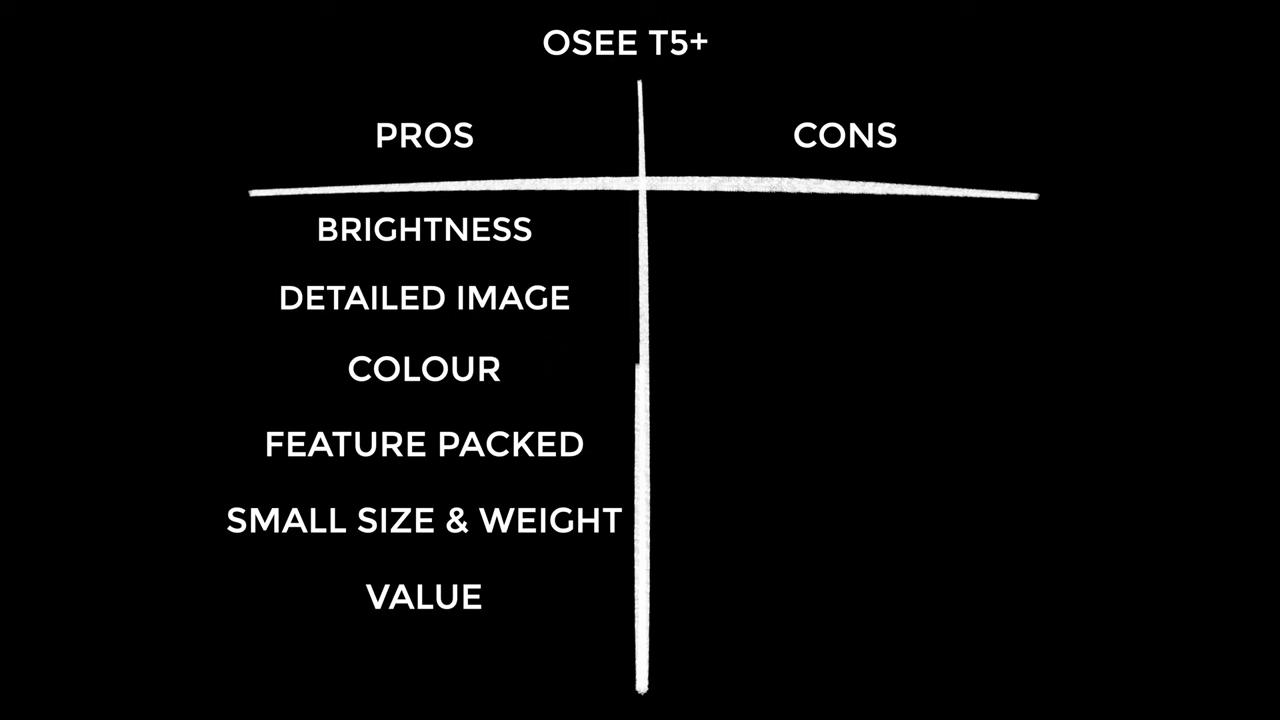 OSEE T5+
PROS
CONS
BRIGHTNESS
DETAILED IMAGE
COLOUR
FEATURE PACKED
SMALL SIZE & WEIGHT
VALUE